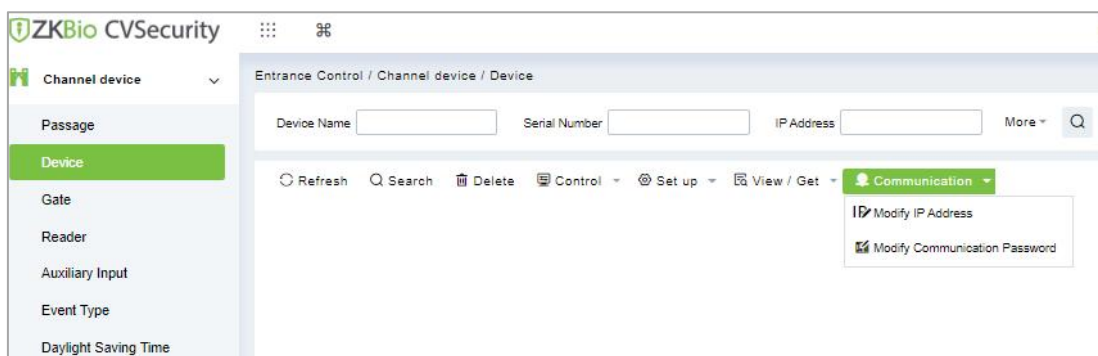 ZKBio CVSecurity
Channel device
Entrance Control / Channel device / Device
Passage
Device Name Serial Number IP Address More
Device
Refresh Search Delete Control Set up View / Get Communication
Gate
Modify IP Address
Reader
Modify Communication Password
Auxiliary Input
Event Type
Daylight Saving Time